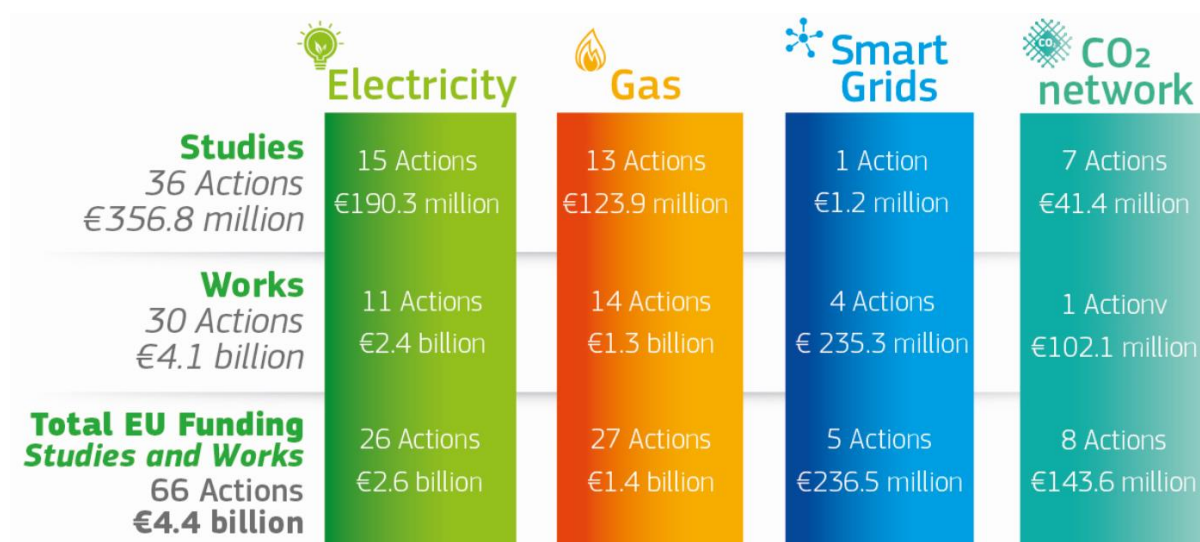 Electricity
Gas
Smart
Grids
CO₂
CO₂
network
Studies
36 Actions
€356.8 million
15 Actions
€190.3 million
13 Actions
€123.9 million
1 Action
€1.2 million
7 Actions
€41.4 million
Works
30 Actions
€4.1 billion
11 Actions
€2.4 billion
14 Actions
€1.3 billion
4 Actions
€ 235.3 million
1 Actionv
€102.1 million
Total EU Funding
Studies and Works
66 Actions
€4.4 billion
26 Actions
€2.6 billion
27 Actions
€1.4 billion
5 Actions
€236.5 million
8 Actions
€143.6 million